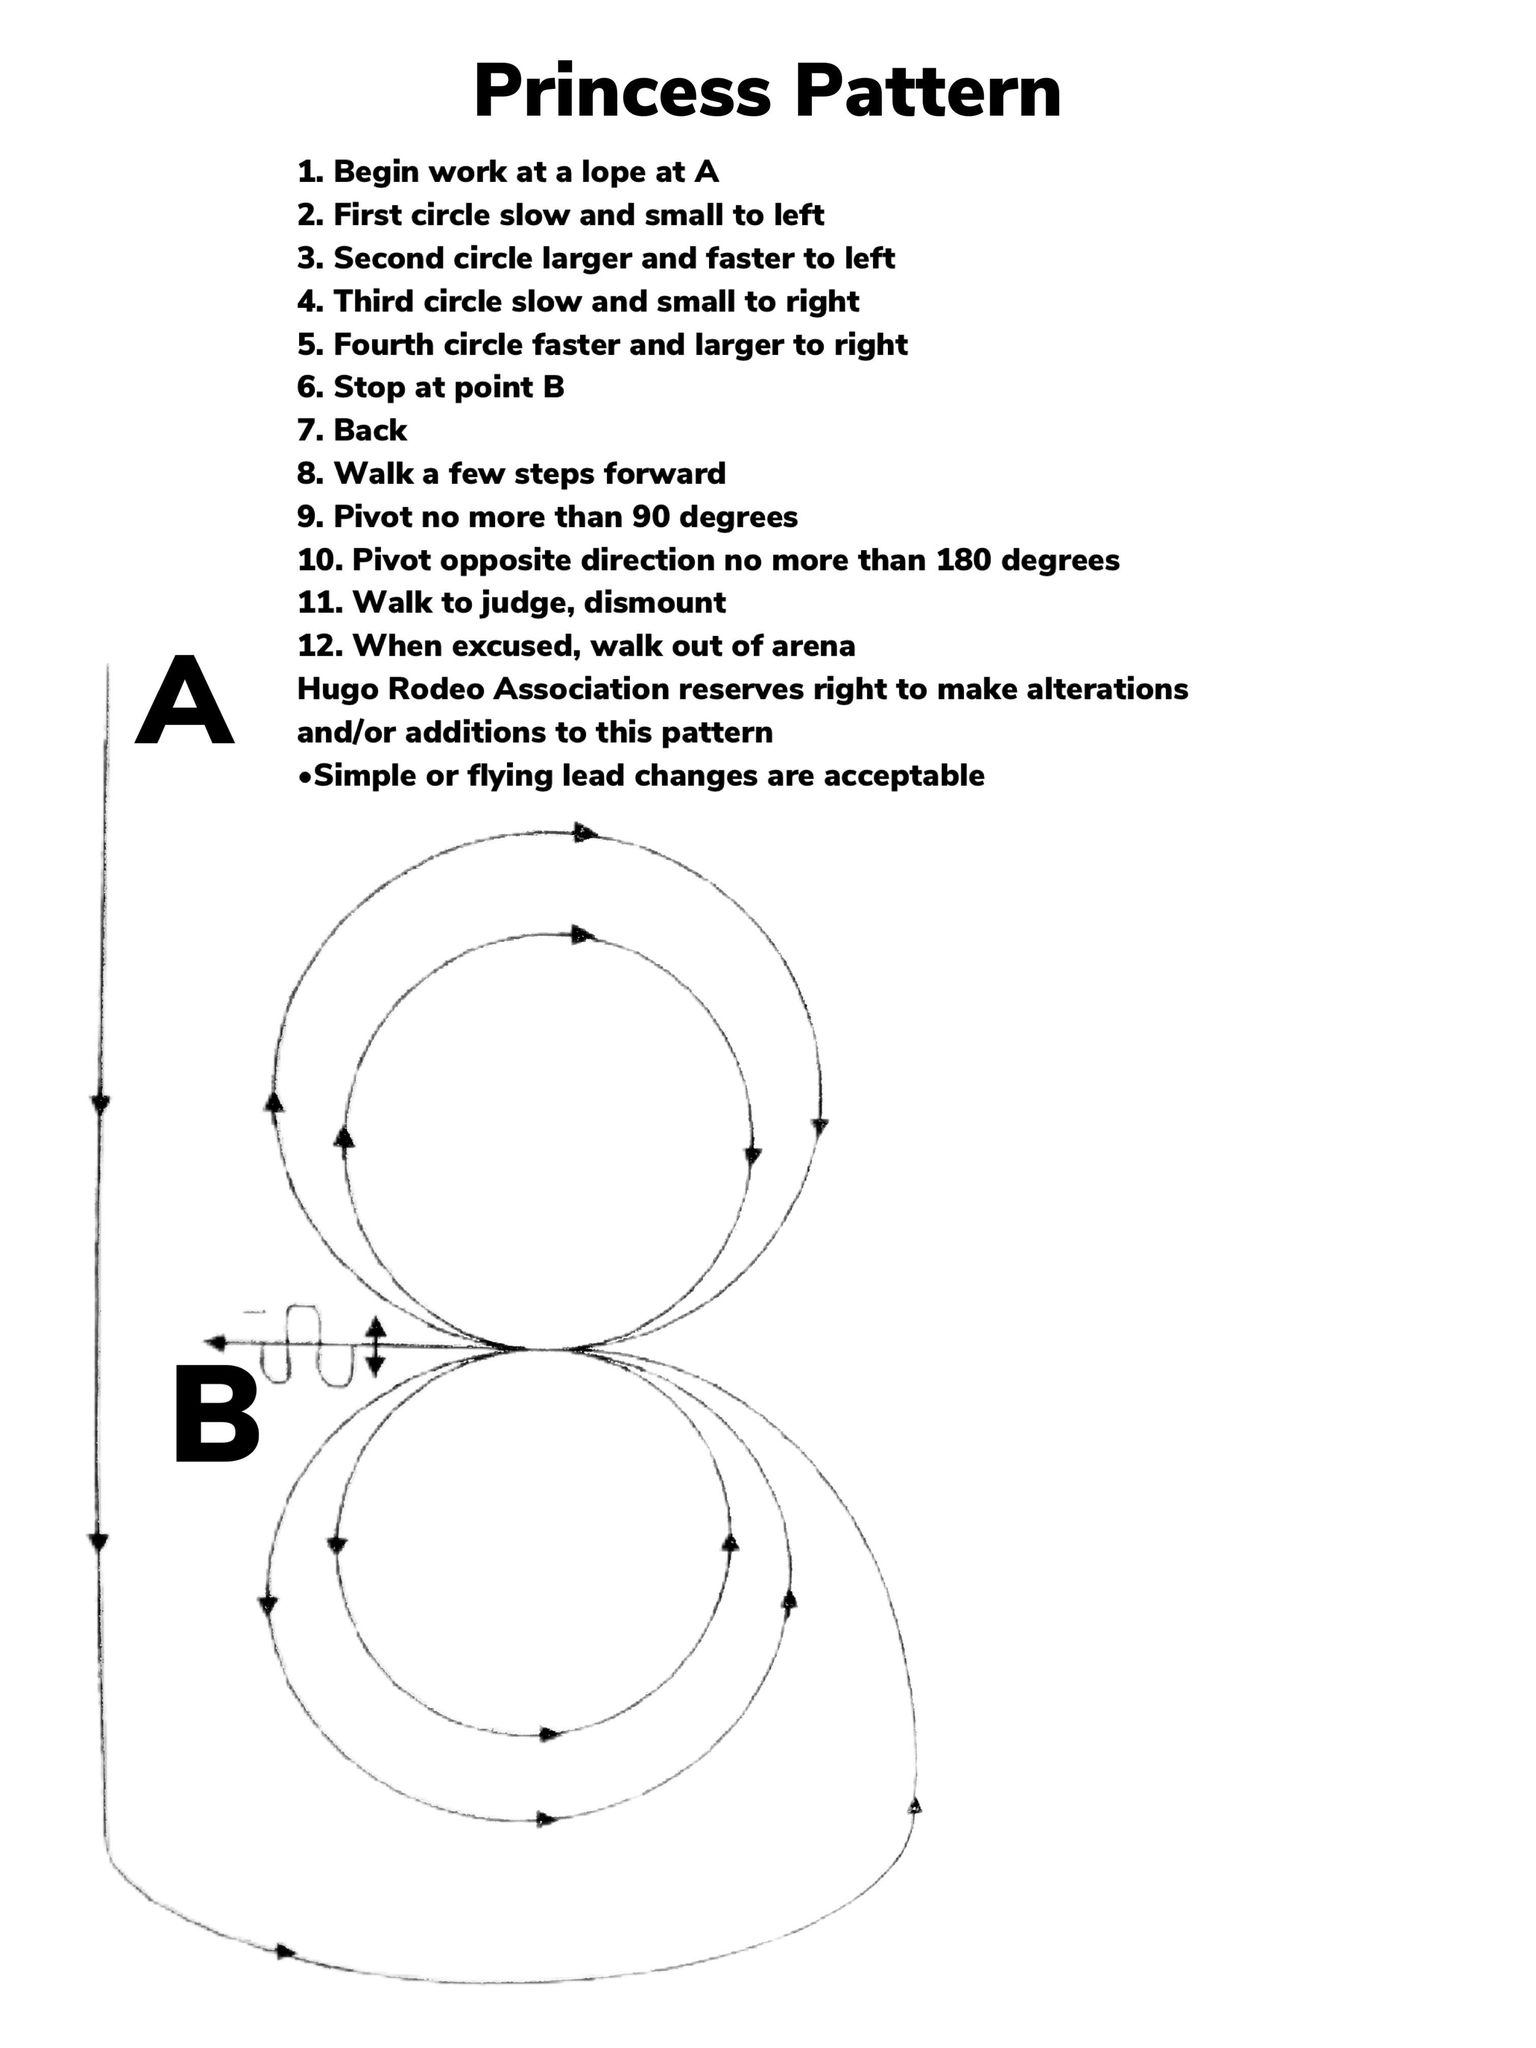 Princess Pattern
1. Begin work at a lope at A
2. First circle slow and small to left
3. Second circle larger and faster to left
4. Third circle slow and small to right
5. Fourth circle faster and larger to right
6. Stop at point B
7. Back
8. Walk a few steps forward
9. Pivot no more than 90 degrees
10. Pivot opposite direction no more than 180 degrees
11. Walk to judge, dismount
12. When excused, walk out of arena
Hugo Rodeo Association reserves right to make alterations
and/or additions to this pattern
•Simple or flying lead changes are acceptable
A
B